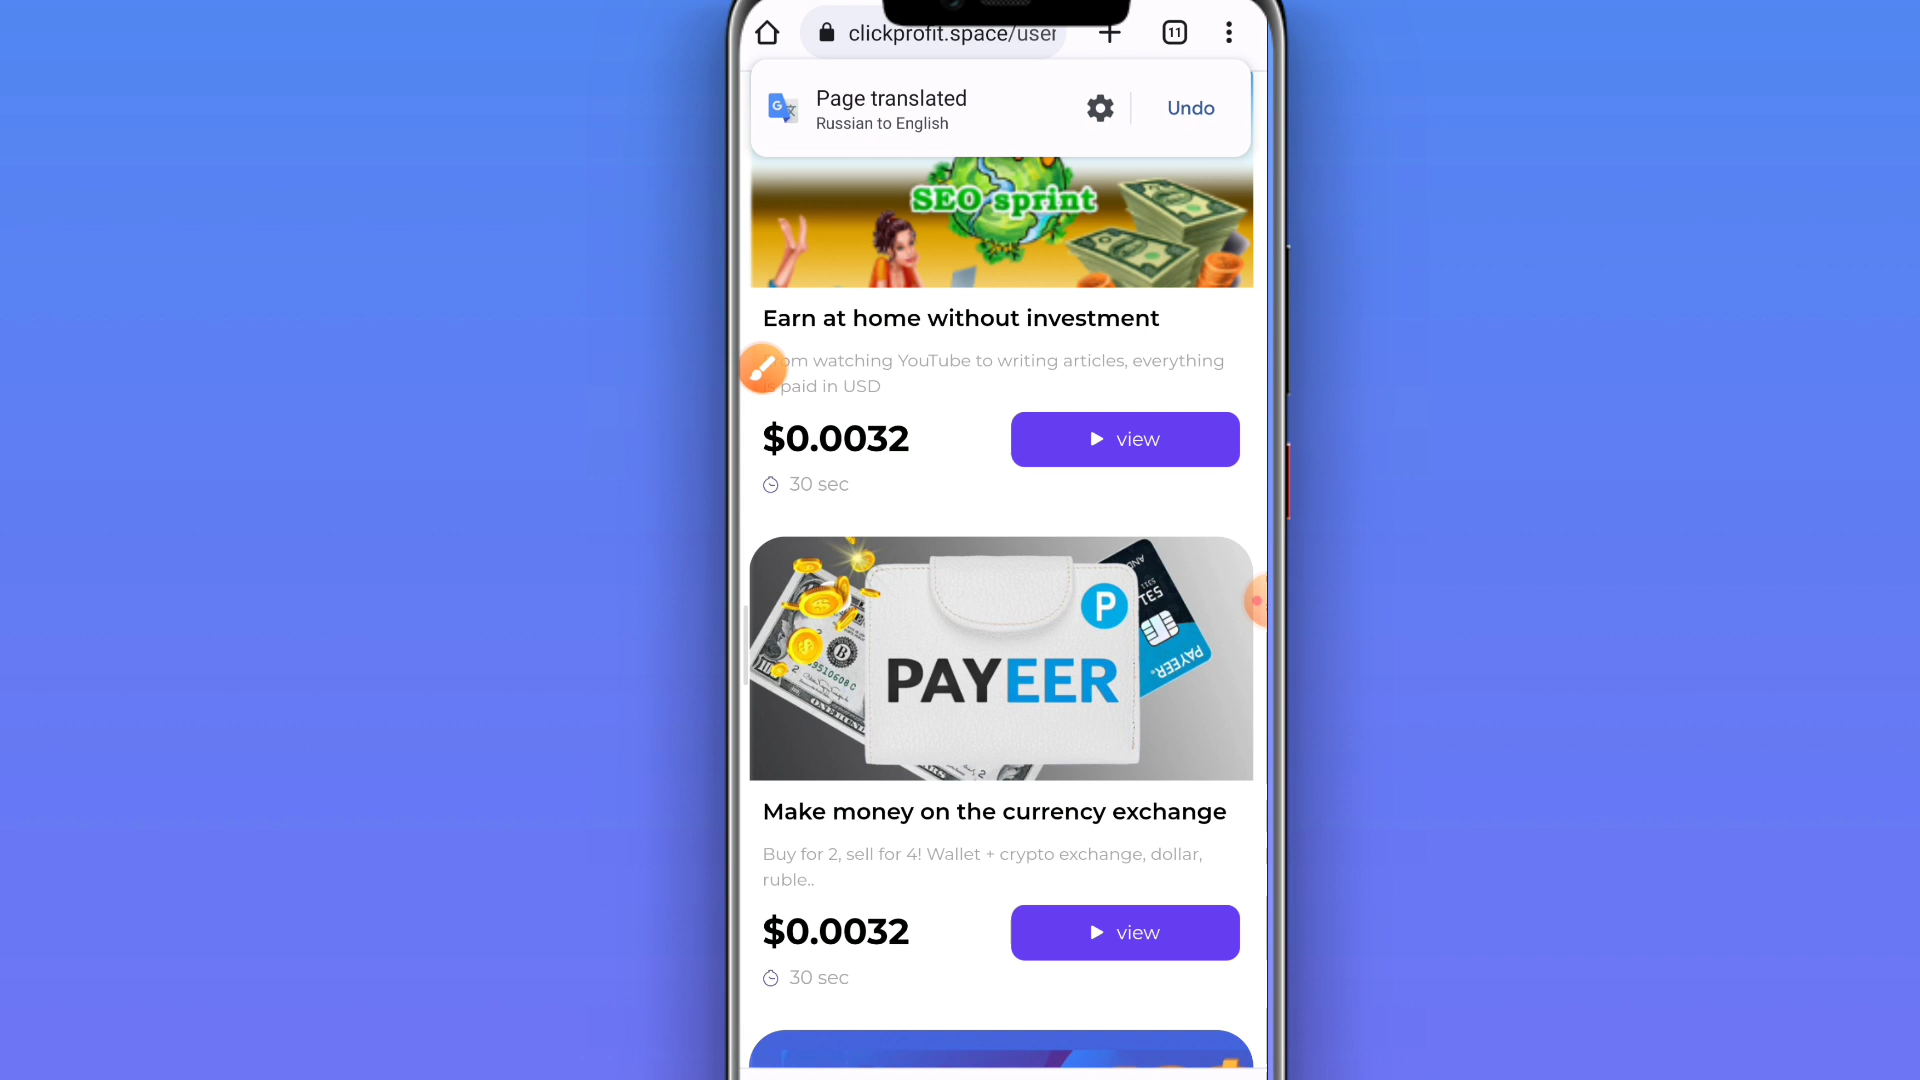 clickprofit.space/user
11
Page translated
Russian to English
Undo
SEO sprint
Earn at home without investment
om watching YouTube to writing articles, everything
is paid in USD
$0.0032
view
30 sec
P
PAYEER
PAYEER
Make money on the currency exchange
Buy for 2, sell for 4! Wallet + crypto exchange, dollar,
ruble..
$0.0032
view
30 sec